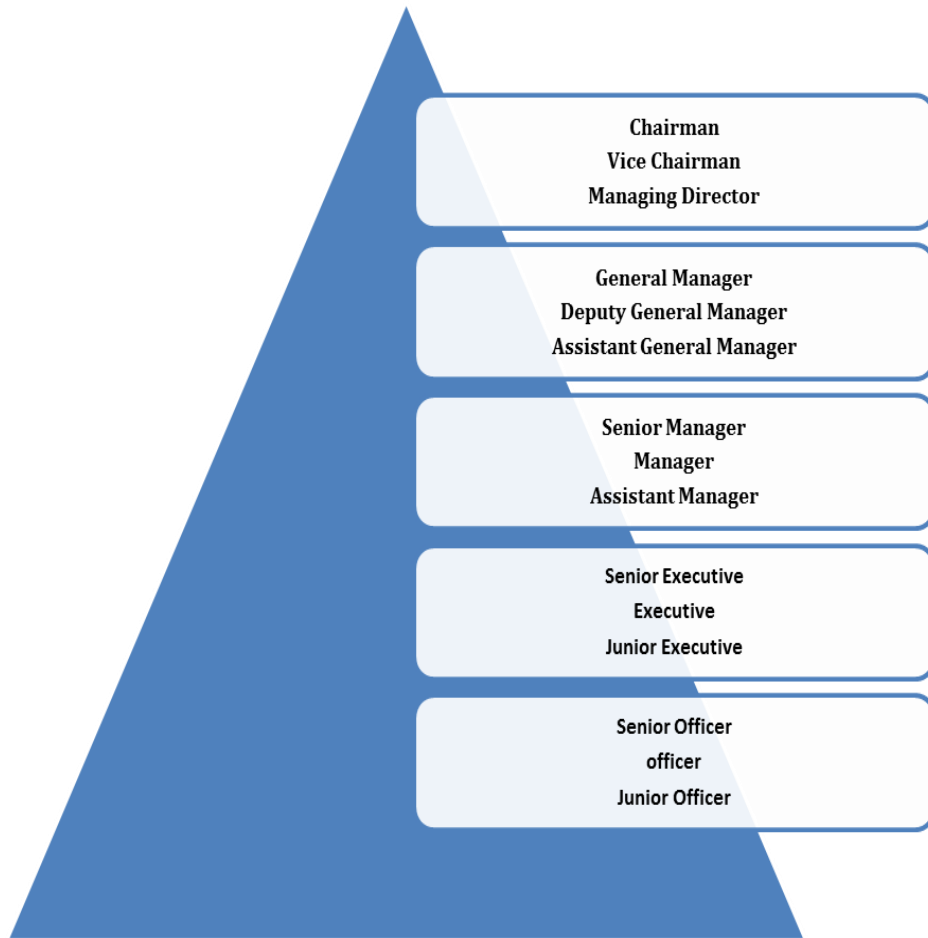 Chairman
Vice Chairman
Managing Director
General Manager
Deputy General Manager
Assistant General Manager
Senior Manager
Manager
Assistant Manager
Senior Executive
Executive
Junior Executive
Senior Officer
officer
Junior Officer